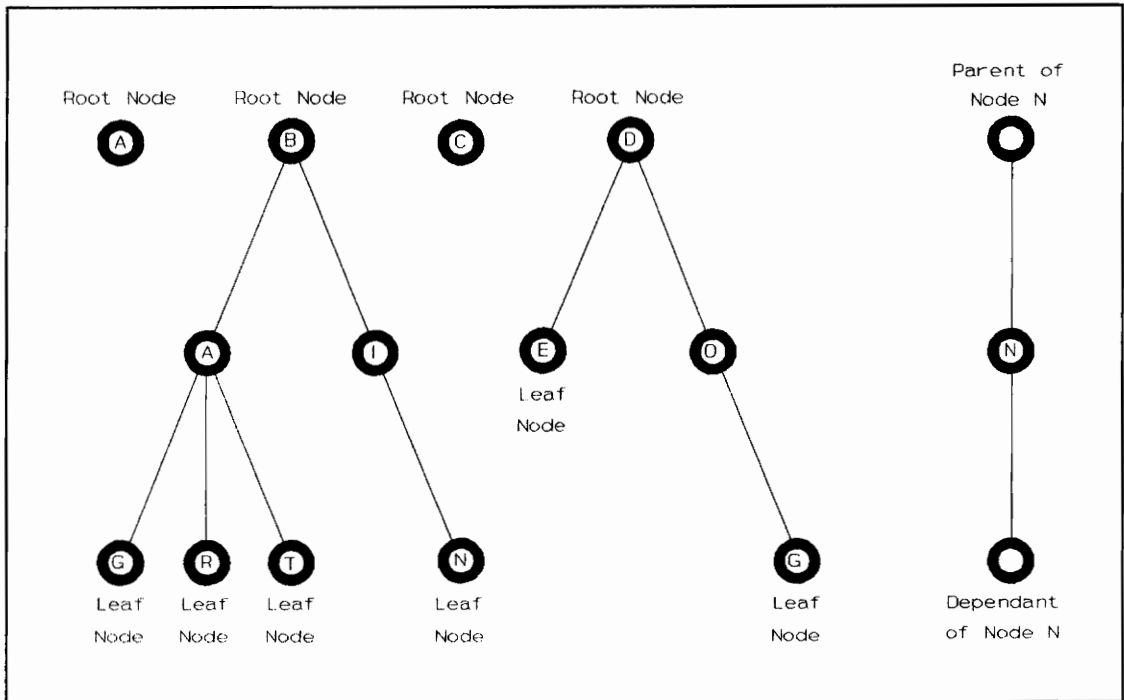 Parent of
Node N
Root Node Root Node Root Node Root Node
A B C D
A I E O N
Leaf
Node
G R T N G
Leaf Leaf Leaf Leaf Leaf
Node Node Node Node Node
Dependant
of Node N